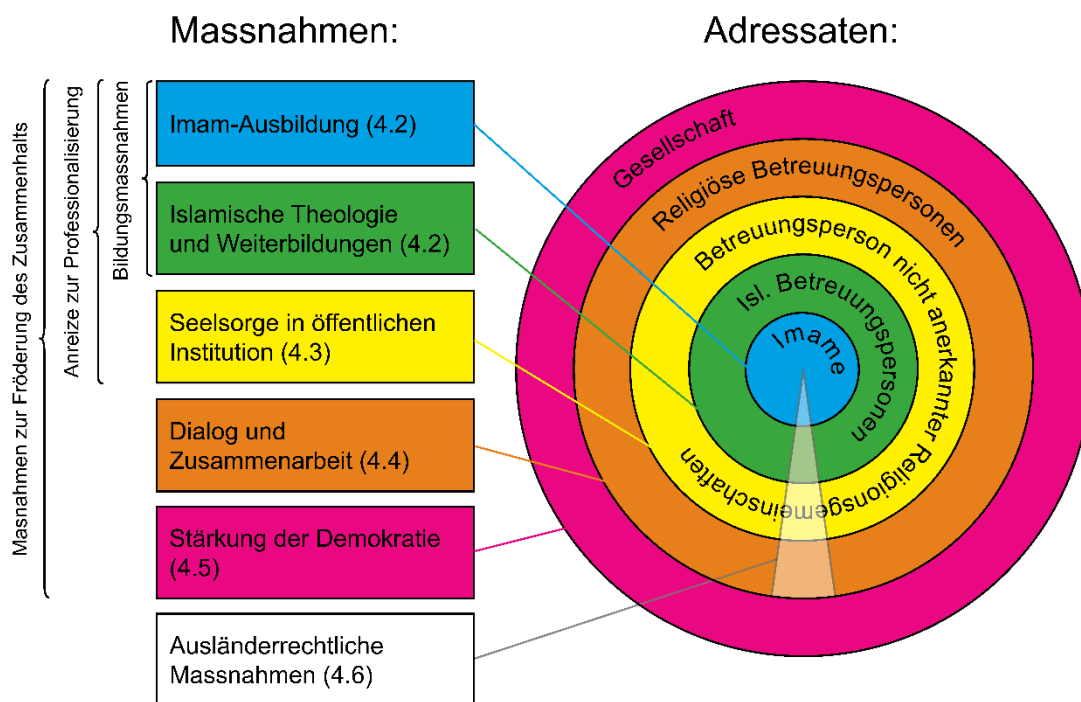 Massnahmen:
Adressaten:
Masnahmen zur Fröderung des Zusammenhalts
Anreize zur Professionalisierung
Bildungsmassnahmen
Imam-Ausbildung (4.2)
Islamische Theologie
und Weiterbildungen (4.2)
Seelsorge in öffentlichen
Institution (4.3)
Dialog und
Zusammenarbeit (4.4)
Stärkung der Demokratie
(4.5)
Ausländerrechtliche
Massnahmen (4.6)
Gesellschaft
Religiöse Betreuungspersonen
Betreuungsperson nicht anerkannter Religionsgemeinschaften
Isl. Betreuungspersonen
Imame